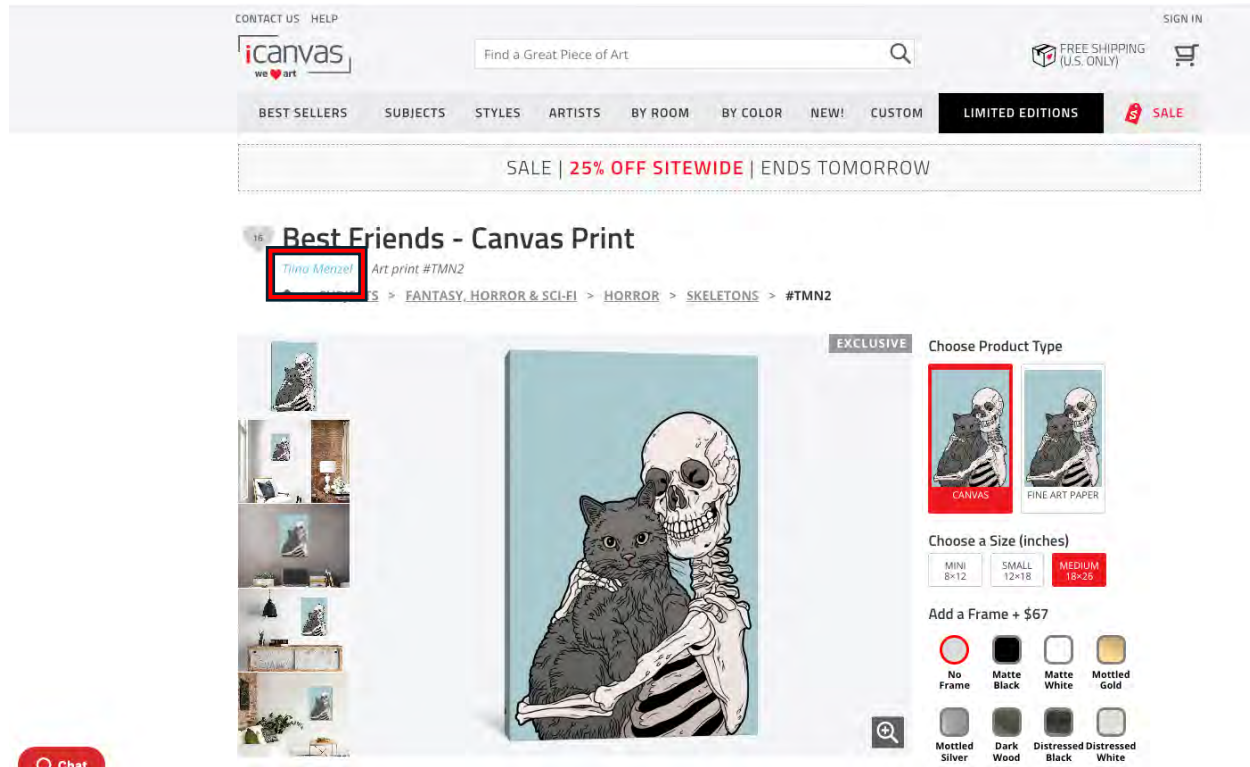 CONTACT US HELP
SIGN IN
icanvas
we art
Find a Great Piece of Art
FREE SHIPPING
(U.S. ONLY)
BEST SELLERS SUBJECTS STYLES ARTISTS BY ROOM BY COLOR NEW! CUSTOM LIMITED EDITIONS SALE
SALE | 25% OFF SITEWIDE | ENDS TOMORROW
16
Best Friends - Canvas Print
Tiina Menzel Art print #TMN2
SUBJECTS > FANTASY, HORROR & SCI-FI > HORROR > SKELETONS > #TMN2
EXCLUSIVE
Choose Product Type
CANVAS
FINE ART PAPER
Choose a Size (inches)
MINI
8×12
SMALL
12×18
MEDIUM
18×26
Add a Frame + $67
No
Frame
Matte
Black
Matte
White
Mottled
Gold
Mottled
Silver
Dark
Wood
Distressed
Black
Distressed
White
Chat